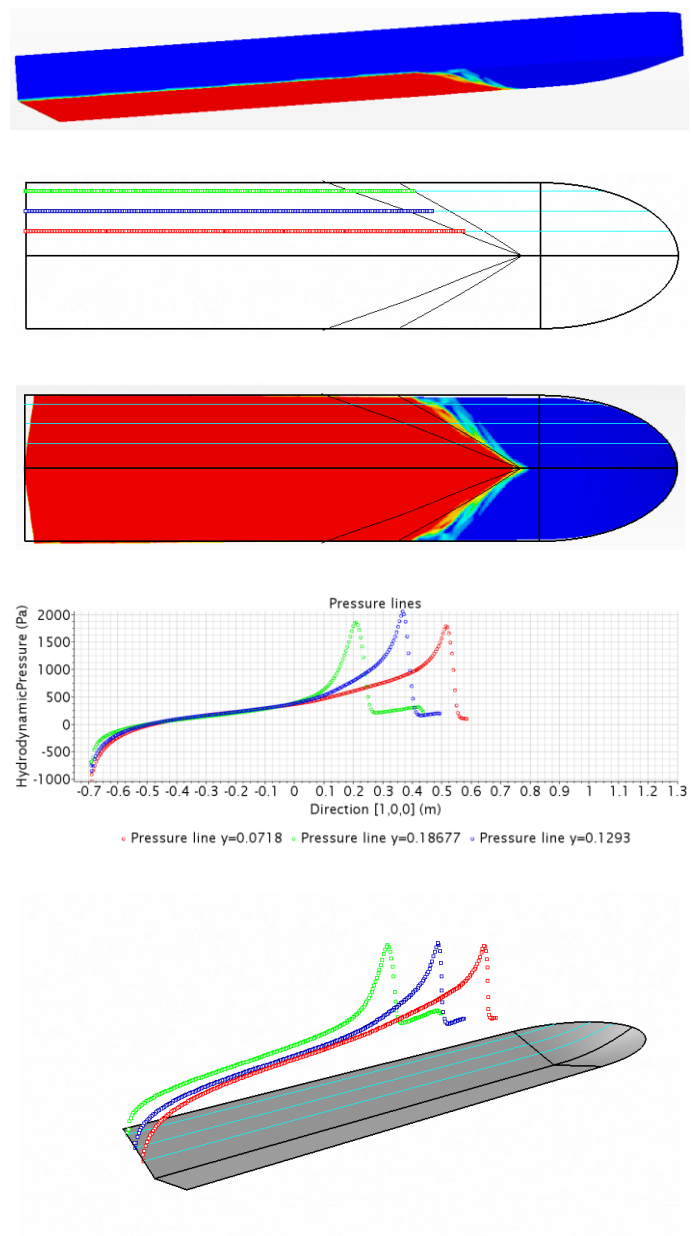 Pressure lines
HydrodynamicPressure (Pa)
2000
1500
1000
500
0
-500
-1000
-0.7 -0.6 -0.5 -0.4 -0.3 -0.2 -0.1 0 0.1 0.2 0.3 0.4 0.5 0.6 0.7 0.8 0.9 1 1.1 1.2 1.3
Direction [1,0,0] (m)
Pressure line y=0.0718 Pressure line y=0.18677 Pressure line y=0.1293